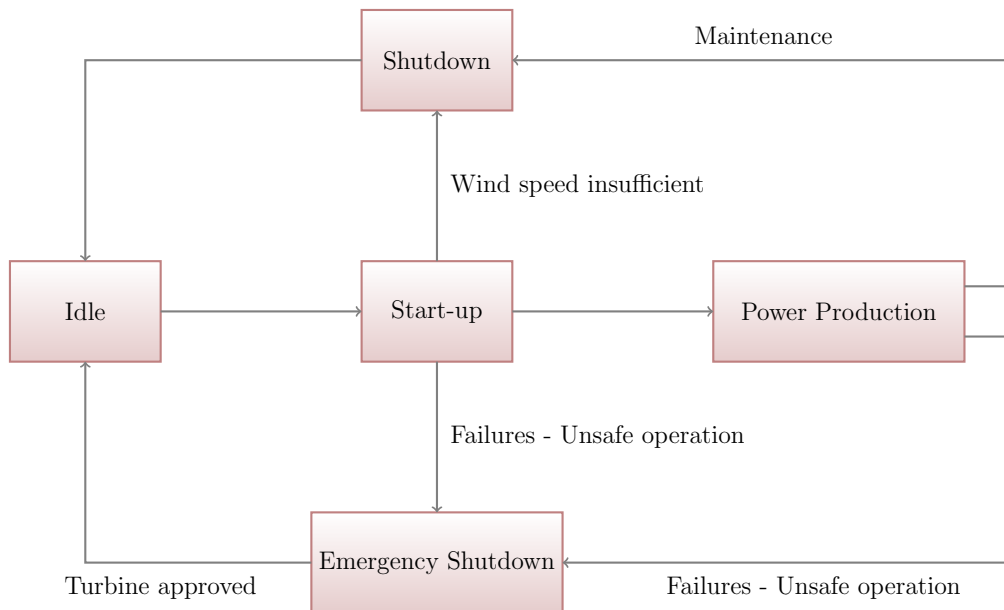 Maintenance
Shutdown
Wind speed insufficient
Idle
Start-up
Power Production
Failures - Unsafe operation
Emergency Shutdown
Turbine approved
Failures - Unsafe operation